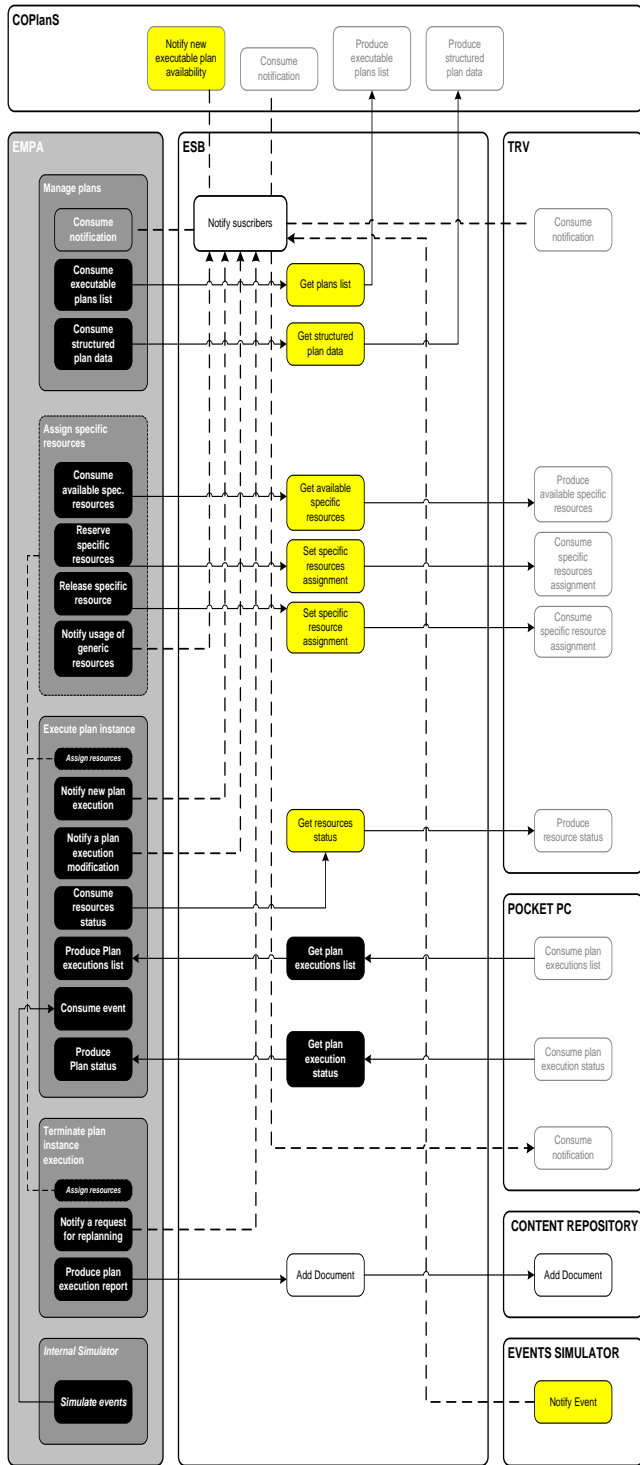 COPlanS
Notify new
executable plan
availability
Consume
notification
Produce
executable
plans list
Produce
structured
plan data
EMPA
Manage plans
Consume
notification
Consume
executable
plans list
Consume
structured
plan data
Assign specific
resources
Consume
available spec.
resources
Reserve
specific
resources
Release specific
resource
Notify usage of
generic
resources
Execute plan instance
Assign resources
Notify new plan
execution
Notify a plan
execution
modification
Consume
resources
status
Produce Plan
executions list
Consume event
Produce
Plan status
Terminate plan
instance
execution
Assign resources
Notify a request
for replanning
Produce plan
execution report
Internal Simulator
Simulate events
ESB
Notify suscribers
Get plans list
Get structured
plan data
Get available
specific
resources
Set specific
resources
assignment
Set specific
resource
assignment
Get resources
status
Get plan
executions list
Get plan
execution
status
Add Document
TRV
Consume
notification
Produce
available specific
resources
Consume
specific
resources
assignment
Consume
specific resource
assignment
Produce
resource status
POCKET PC
Consume plan
executions list
Consume plan
execution status
Consume
notification
CONTENT REPOSITORY
Add Document
EVENTS SIMULATOR
Notify Event